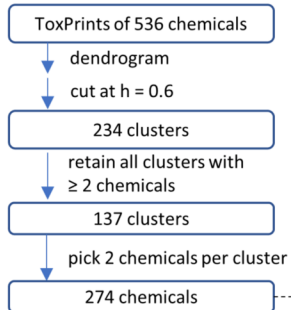 ToxPrints of 536 chemicals
dendrogram
cut at h = 0.6
234 clusters
retain all clusters with
≥ 2 chemicals
137 clusters
pick 2 chemicals per cluster
274 chemicals